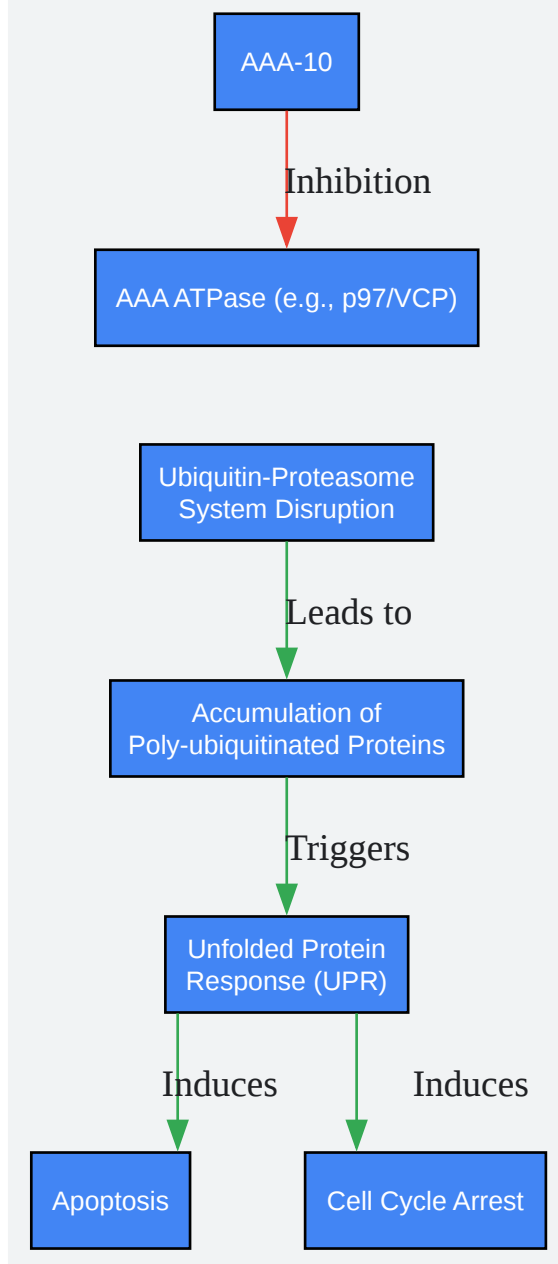 AAA-10
Inhibition
AAA ATPase (e.g., p97/VCP)
Ubiquitin-Proteasome
System Disruption
Leads to
Accumulation of
Poly-ubiquitinated Proteins
Triggers
Unfolded Protein
Response (UPR)
Induces
Induces
Apoptosis
Cell Cycle Arrest